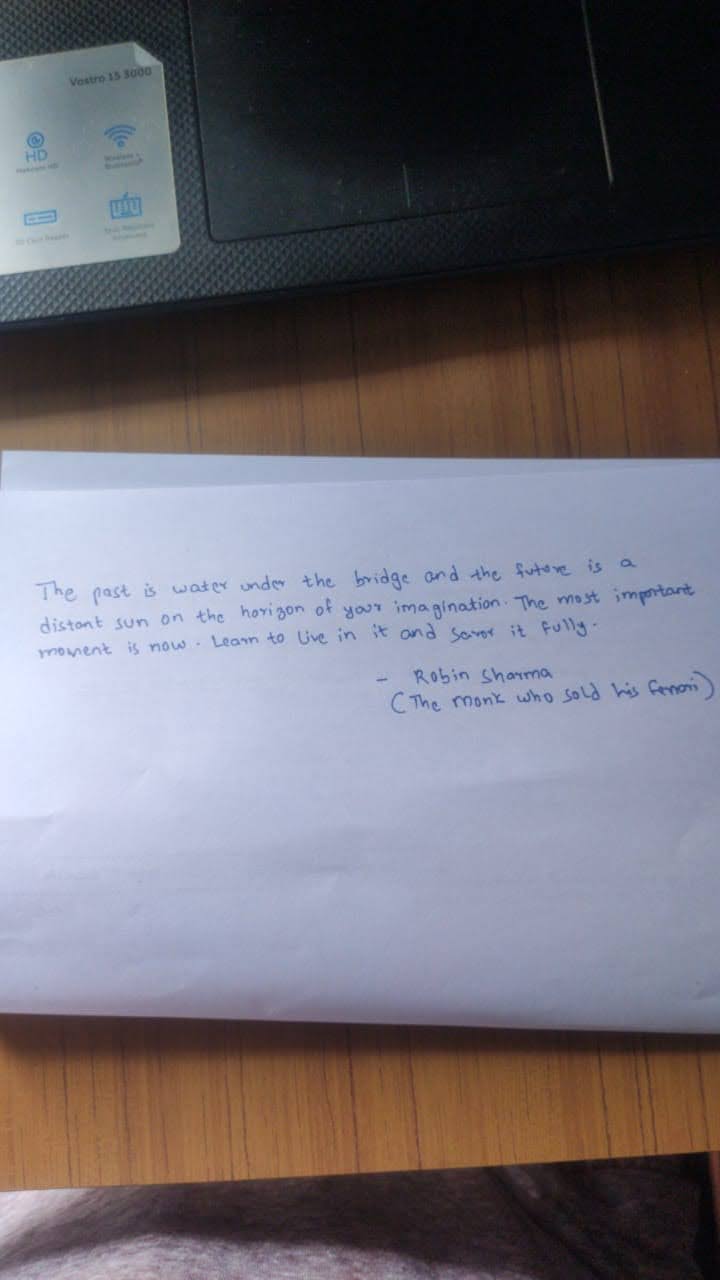 Vostro 15 3000
HD
The past is water under the bridge and the future is a
distant sun on the horizon of your imagination. The most important
moment is now. Learn to live in it and savor it fully.
- Robin Sharma
(The monk who sold his ferrari)